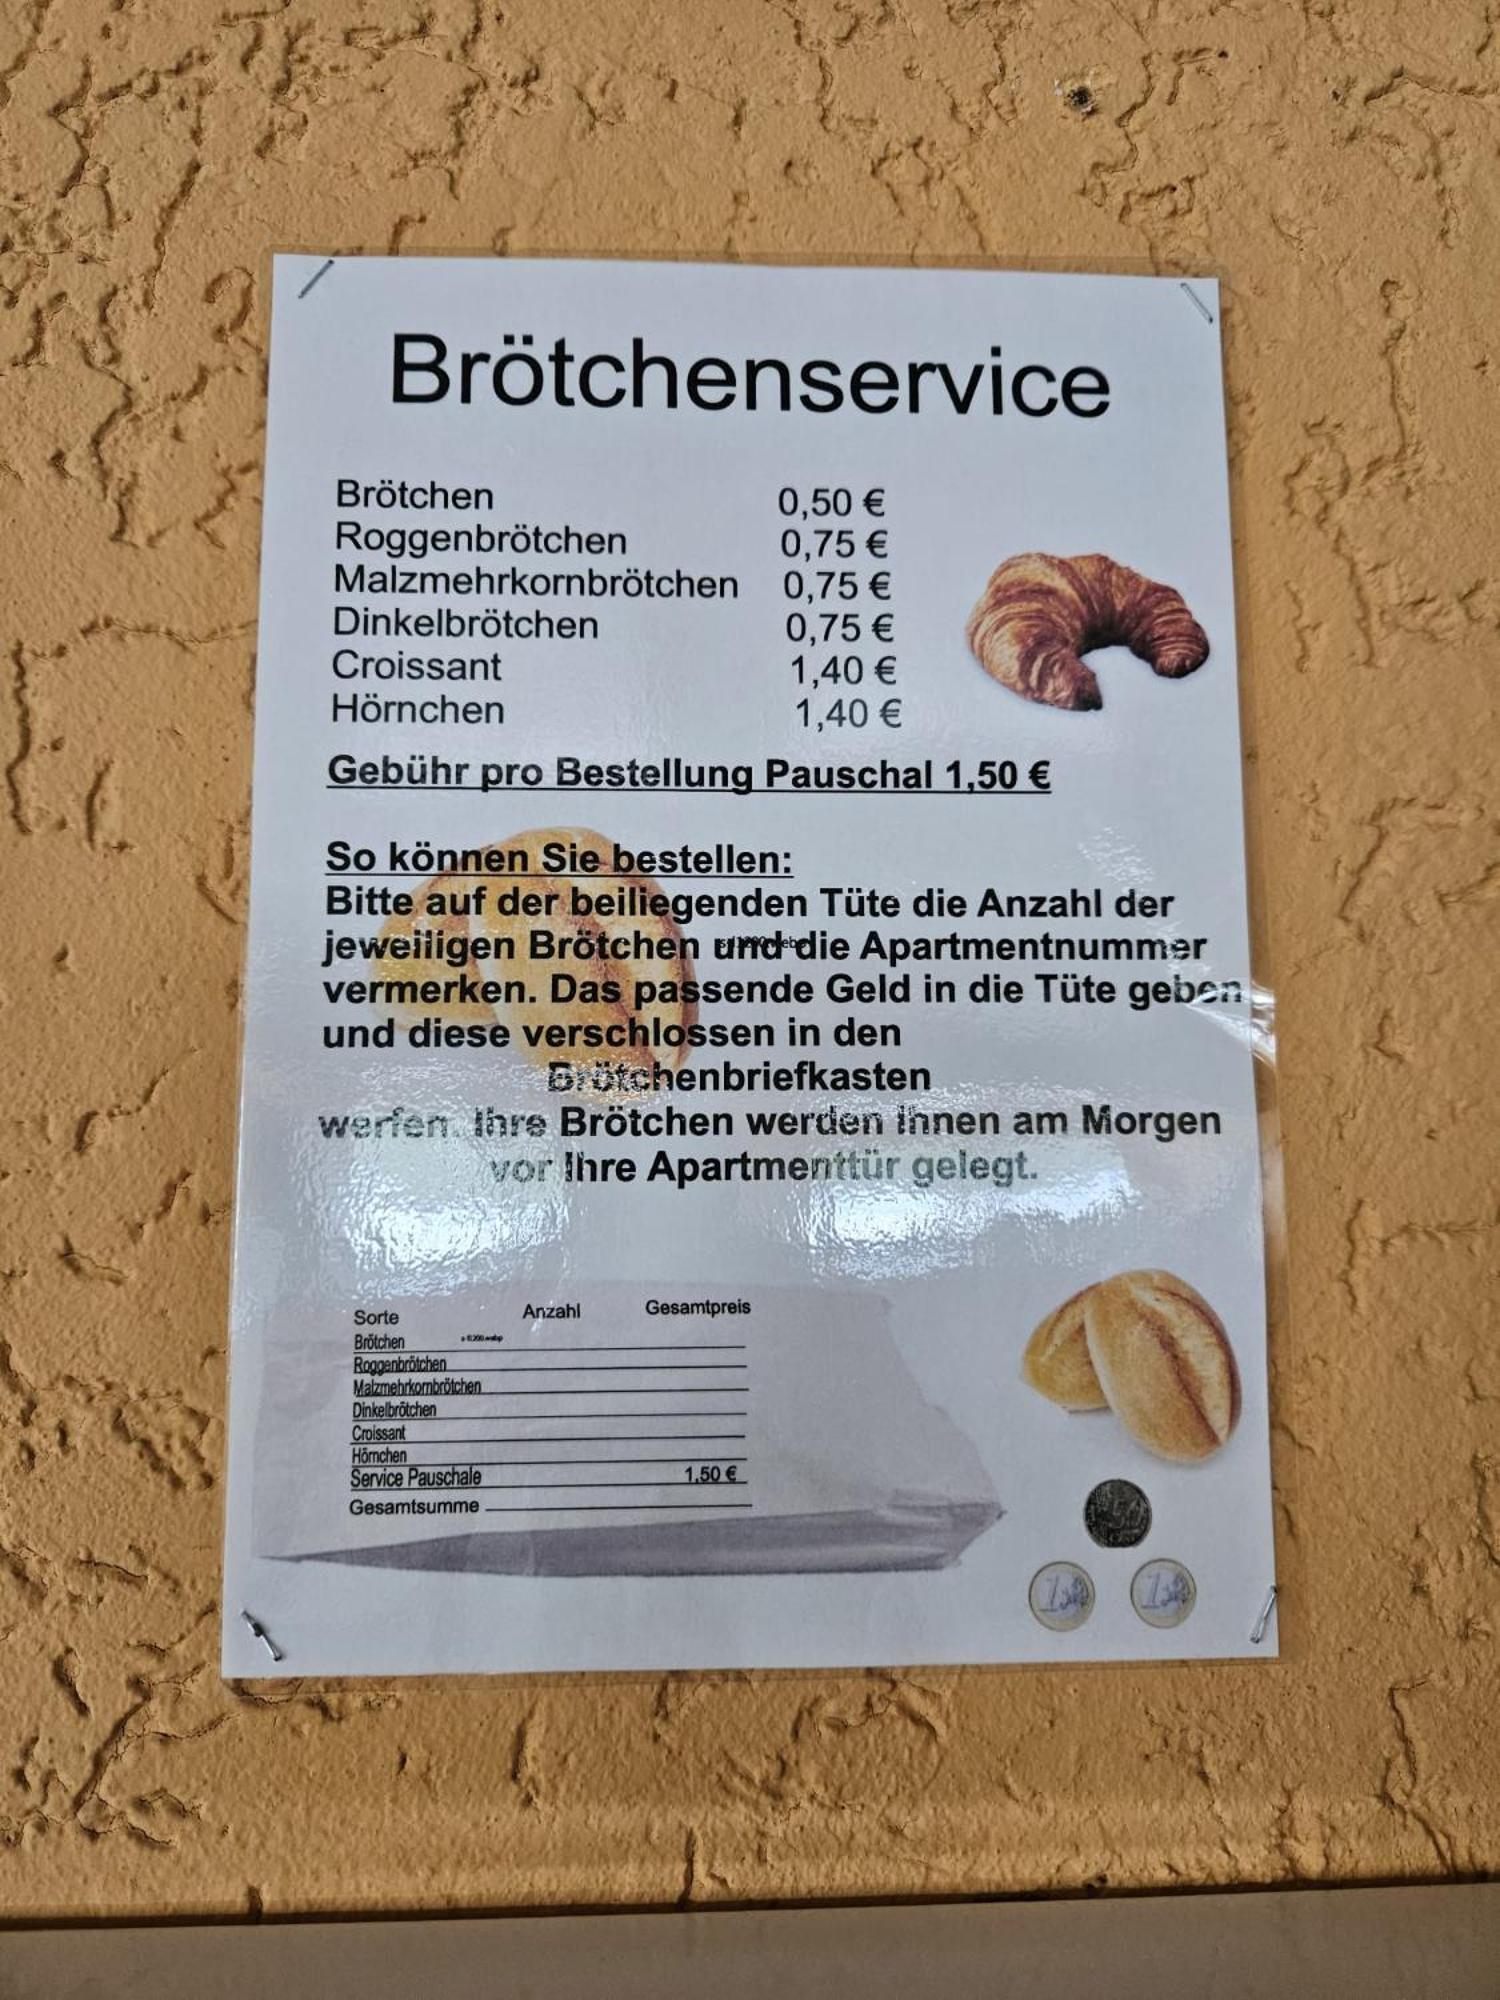 Brötchenservice
Brötchen 0,50 €
Roggenbrötchen 0,75 €
Malzmehrkornbrötchen 0,75 €
Dinkelbrötchen 0,75 €
Croissant 1,40 €
Hörnchen 1,40 €
Gebühr pro Bestellung Pauschal 1,50 €
So können Sie bestellen:
Bitte auf der beiliegenden Tüte die Anzahl der
jeweiligen Brötchen und die Apartmentnummer
vermerken. Das passende Geld in die Tüte geben
und diese verschlossen in den
Brötchenbriefkasten
werfen. Ihre Brötchen werden Ihnen am Morgen
vor Ihre Apartmenttür gelegt.
Sorte Anzahl Gesamtpreis
Brötchen
Roggenbrötchen
Malzmehrkornbrötchen
Dinkelbrötchen
Croissant
Hörnchen
Service Pauschale 1,50 €
Gesamtsumme